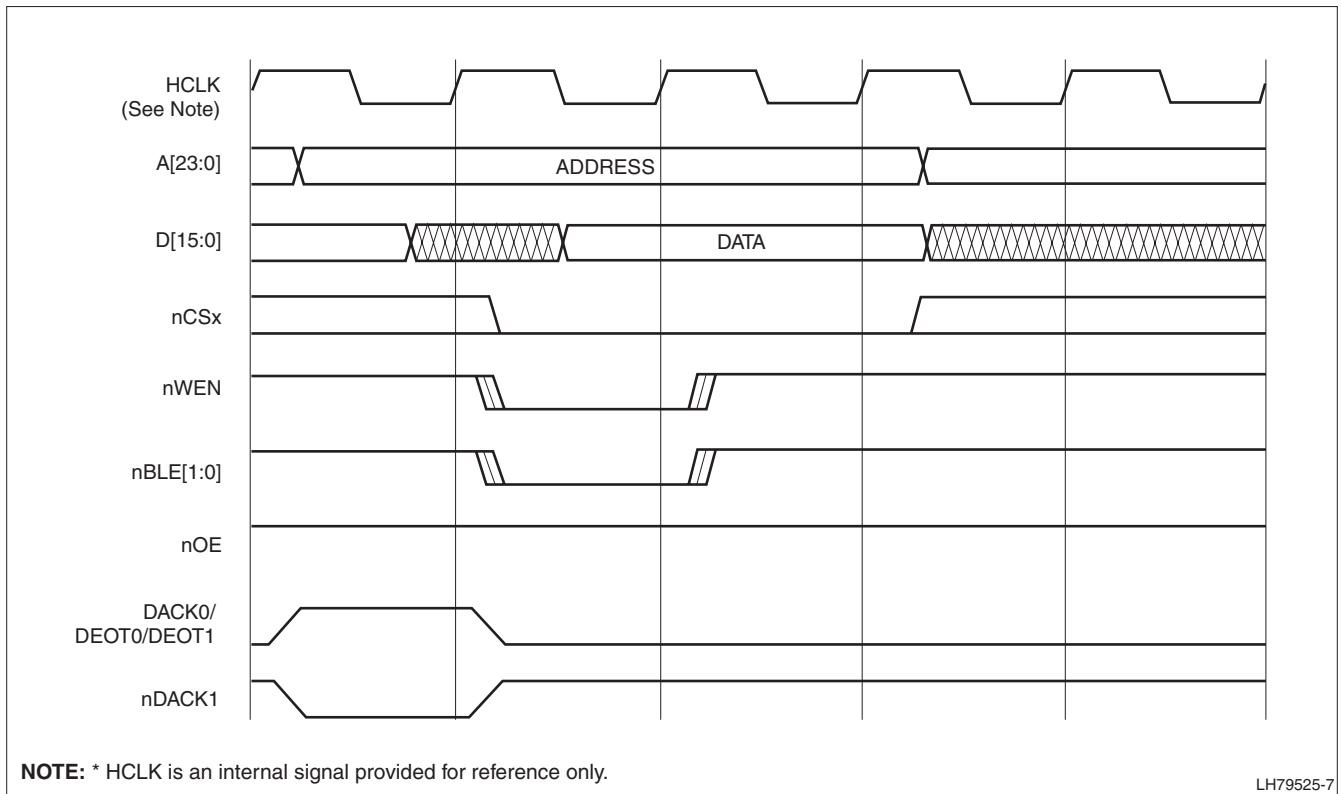 HCLK
(See Note)
A[23:0]
ADDRESS
D[15:0]
DATA
nCSx
nWEN
nBLE[1:0]
nOE
DACK0/
DEOT0/DEOT1
nDACK1
NOTE: * HCLK is an internal signal provided for reference only.
LH79525-7